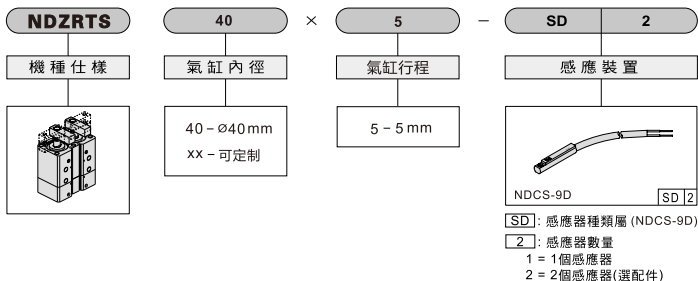 NDZRTS 40 × 5 – SD 2
機種仕樣 氣缸內徑 氣缸行程 感應裝置
40 – Ø40mm
xx – 可定制
5 – 5mm
NDCS-9D SD 2
SD : 感應器種類屬 (NDCS-9D)
2 : 感應器數量
1 = 1個感應器
2 = 2個感應器(選配件)